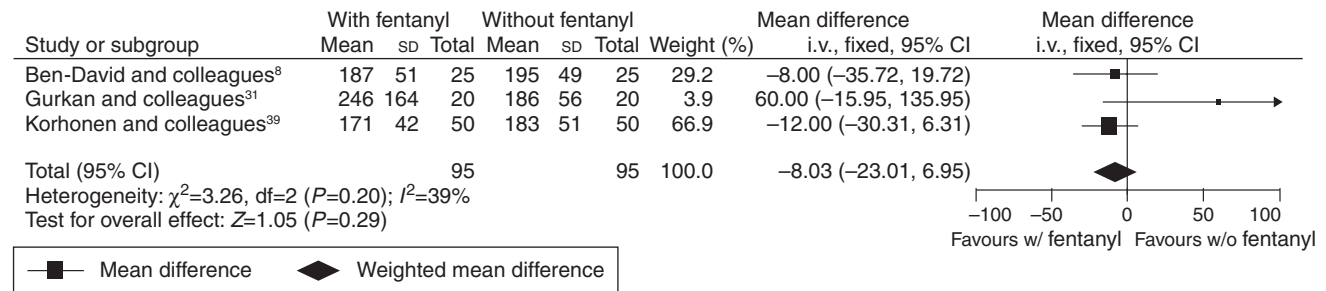 With fentanyl Without fentanyl Mean difference Mean difference
Study or subgroup Mean SD Total Mean SD Total Weight (%) i.v., fixed, 95% CI i.v., fixed, 95% CI
Ben-David and colleagues⁸ 187 51 25 195 49 25 29.2 –8.00 (–35.72, 19.72)
Gurkan and colleagues³¹ 246 164 20 186 56 20 3.9 60.00 (–15.95, 135.95)
Korhonen and colleagues³⁹ 171 42 50 183 51 50 66.9 –12.00 (–30.31, 6.31)
Total (95% CI) 95 95 100.0 –8.03 (–23.01, 6.95)
Heterogeneity: χ²=3.26, df=2 (P=0.20); I²=39%
Test for overall effect: Z=1.05 (P=0.29)
–100 –50 0 50 100
Favours w/ fentanyl Favours w/o fentanyl
Mean difference Weighted mean difference